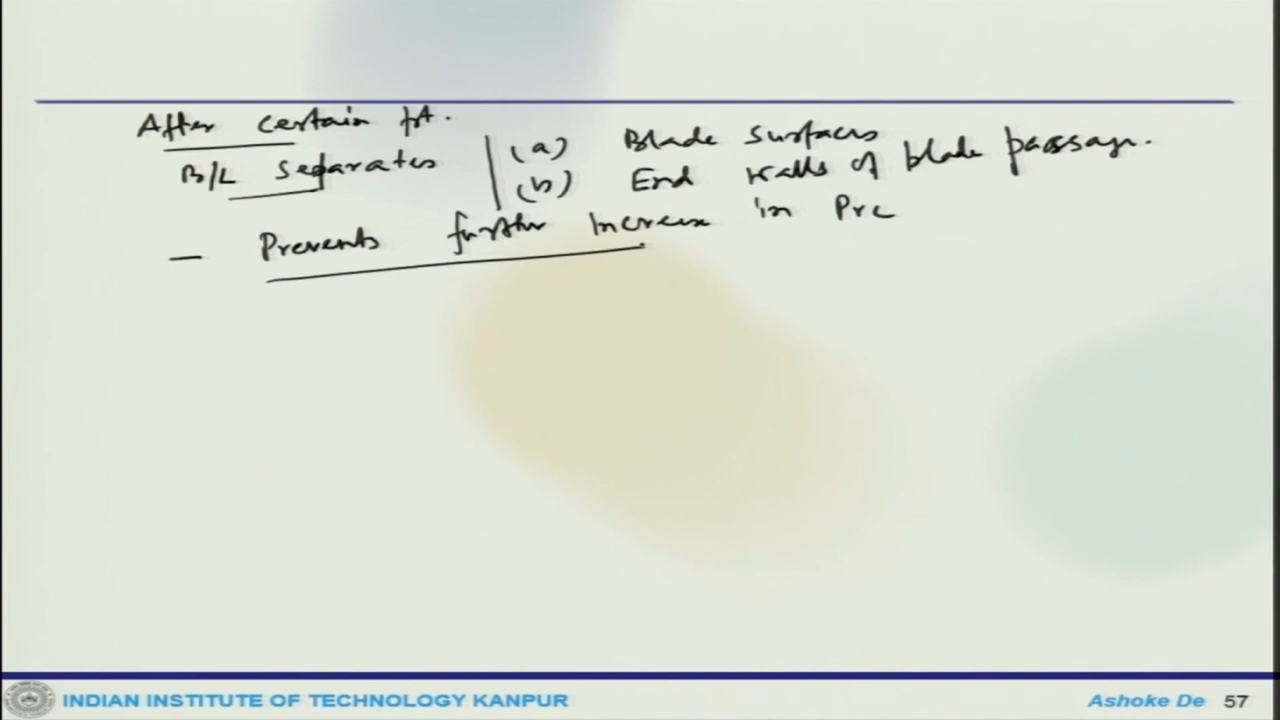 After certain pt.
B/L Separates
(a) Blade surfaces
(b) End Walls of blade passage.
— Prevents further Increase in Pre
INDIAN INSTITUTE OF TECHNOLOGY KANPUR
Ashoke De 57